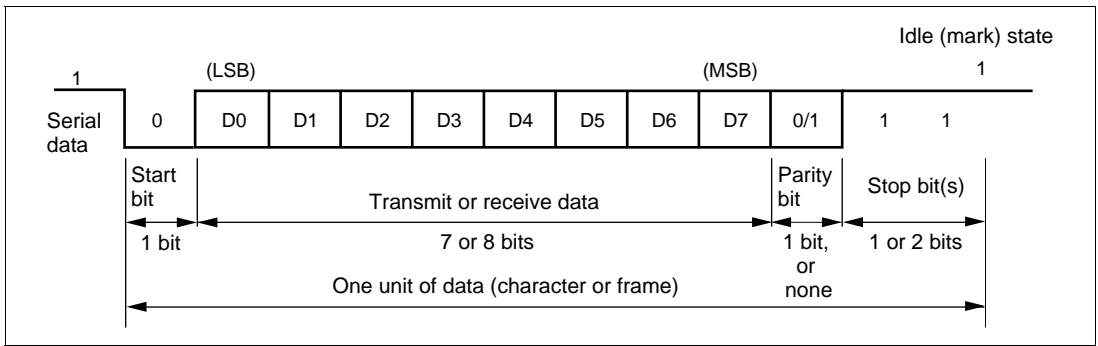 Idle (mark) state
1 (LSB) (MSB) 1
Serial data
0 D0 D1 D2 D3 D4 D5 D6 D7 0/1 1 1
Start bit
Transmit or receive data
Parity bit
Stop bit(s)
1 bit
7 or 8 bits
1 bit, or none
1 or 2 bits
One unit of data (character or frame)